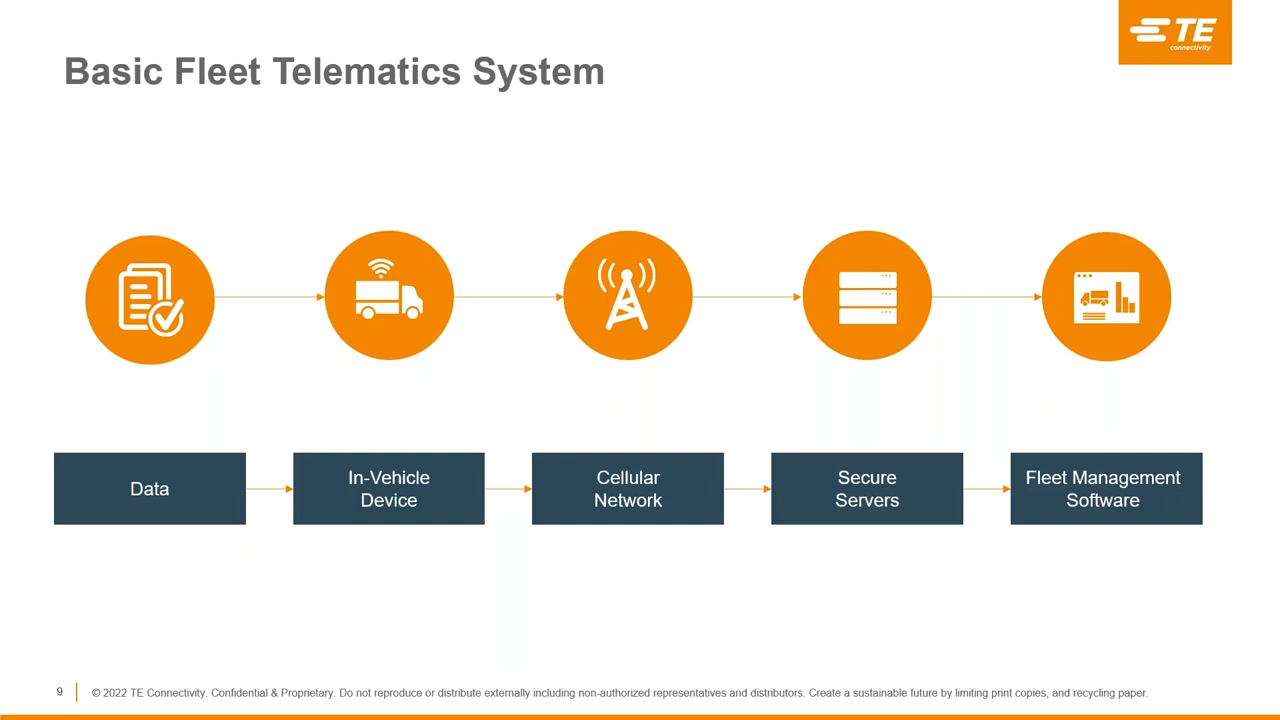 TE
connectivity
Basic Fleet Telematics System
Data
In-Vehicle
Device
Cellular
Network
Secure
Servers
Fleet Management
Software
9
© 2022 TE Connectivity. Confidential & Proprietary. Do not reproduce or distribute externally including non-authorized representatives and distributors. Create a sustainable future by limiting print copies, and recycling paper.